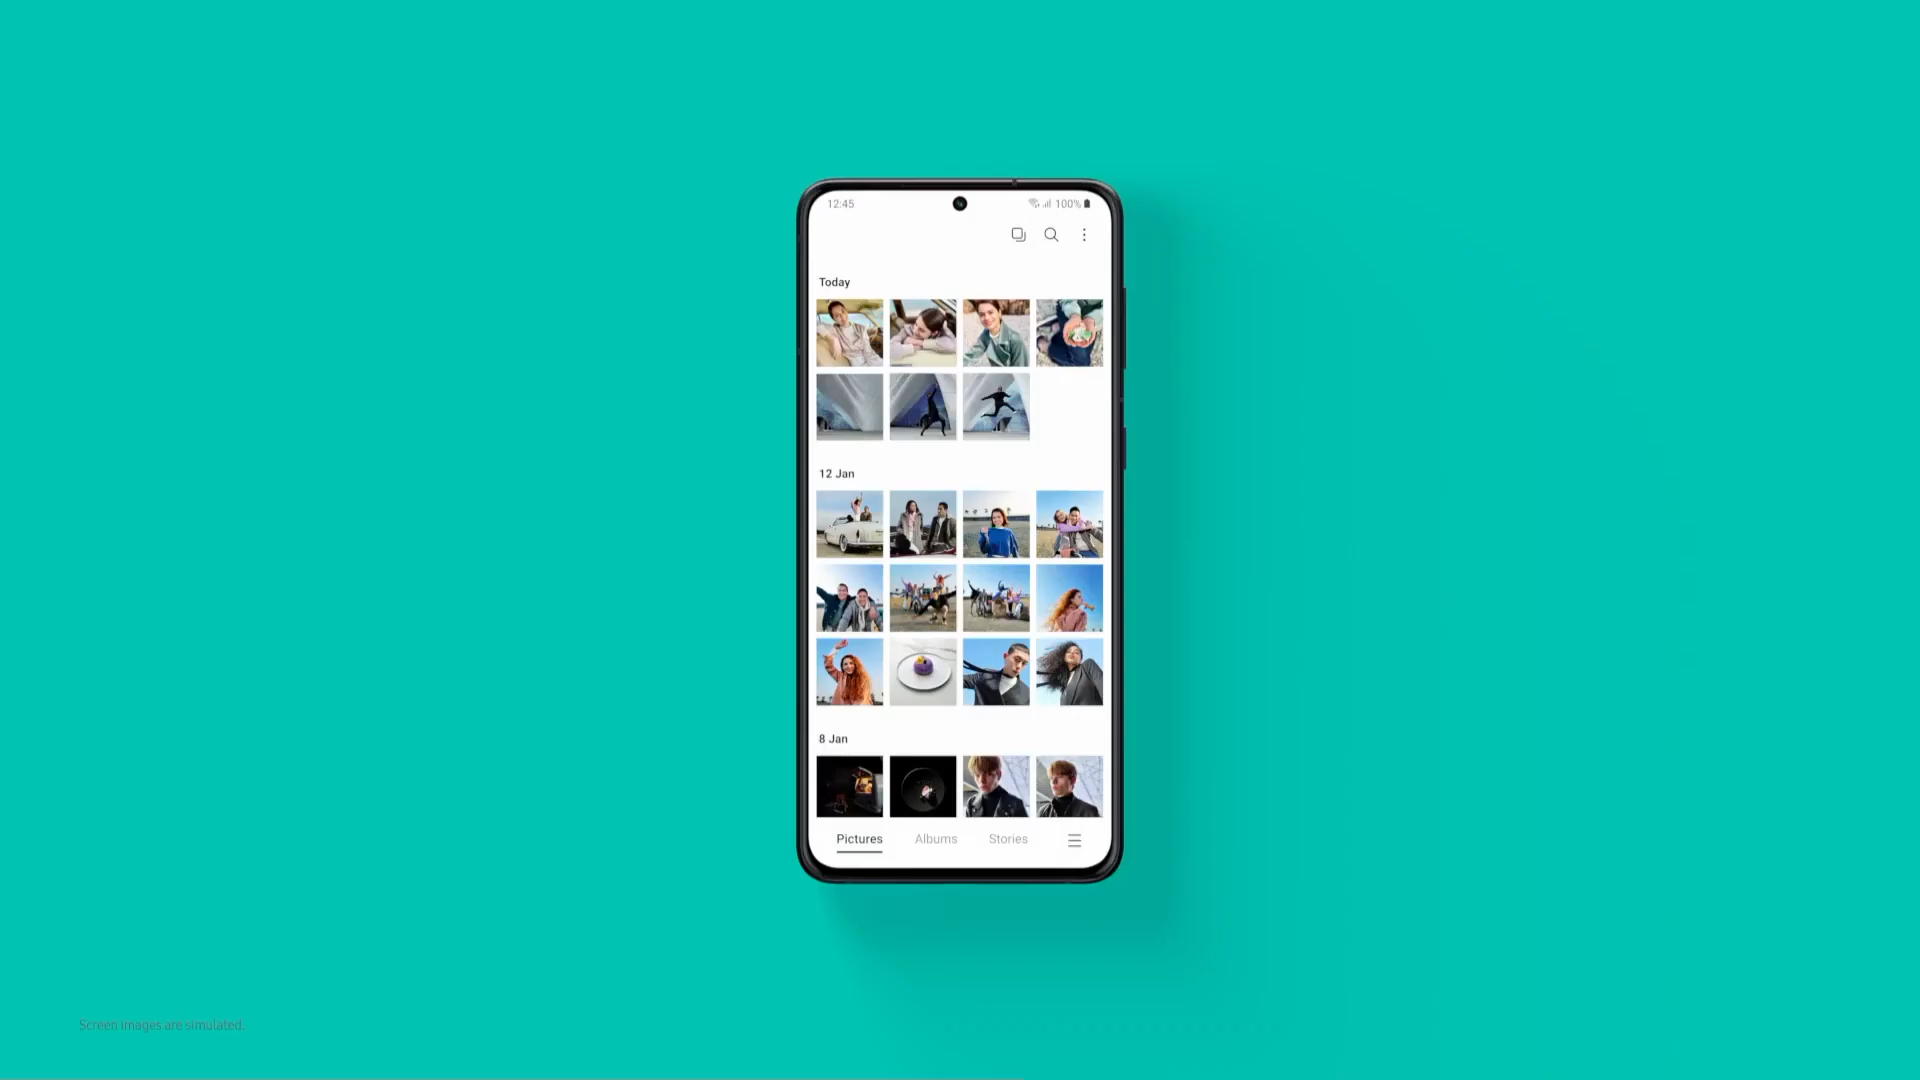 12:45
100%
Today
12 Jan
8 Jan
Pictures Albums Stories
Screen images are simulated.